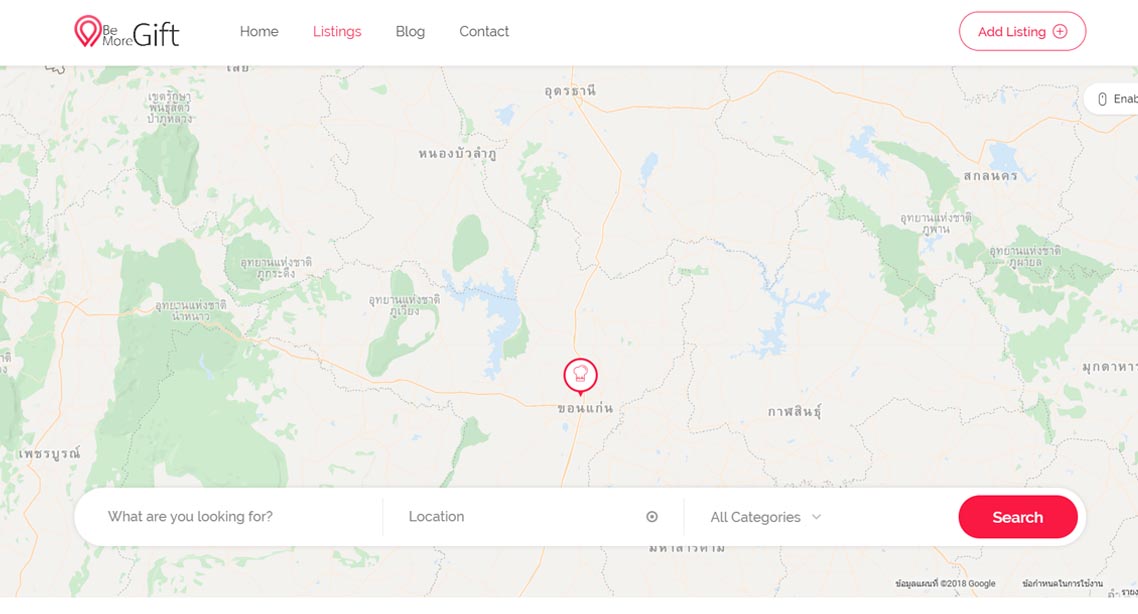 Be
More Gift
Home
Listings
Blog
Contact
Add Listing
เลย
เขตรักษา
พันธุ์สัตว์
ป่าภูหลวง
อุดรธานี
Enab
หนองบัวลำภู
สกลนคร
อุทยานแห่งชาติ
ภูพาน
อุทยานแห่งชาติ
ภูกระดึง
อุทยานแห่งชาติ
ภูผายล
อุทยานแห่งชาติ
น้ำหนาว
อุทยานแห่งชาติ
ภูเวียง
มุกดาหาร
ขอนแก่น
กาฬสินธุ์
เพชรบูรณ์
What are you looking for?
Location
All Categories
Search
มหาสารคาม
ข้อมูลแผนที่ ©2018 Google
ข้อกำหนดในการใช้งาน